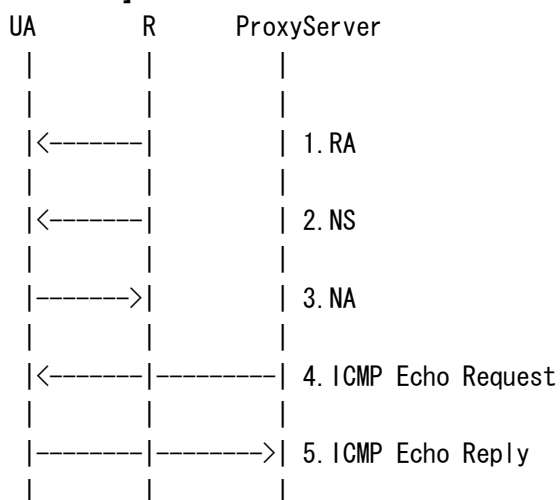 UA R ProxyServer
| | |
| | |
|<-------| | 1.RA
| | |
|<-------| | 2.NS
| | |
|------->| | 3.NA
| | |
|<-------|---------| 4.ICMP Echo Request
| | |
|--------|-------->| 5.ICMP Echo Reply
| | |